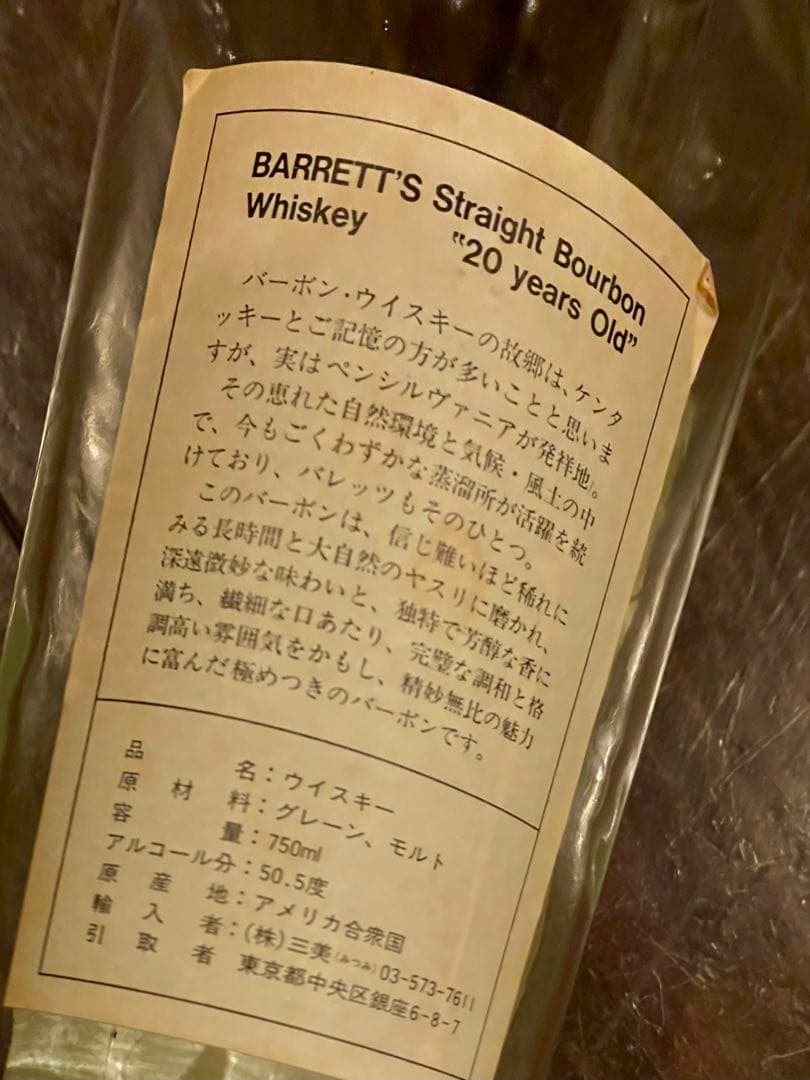 BARRETT'S Straight Bourbon
Whiskey "20 years Old"
バーボン・ウイスキーの故郷は、ケンタ
ッキーとご記憶の方が多いことと思いま
すが、実はペンシルヴァニアが発祥地。
その恵れた自然環境と気候・風土の中
で、今もごくわずかな蒸溜所が活躍を続
けており、バレッツもそのひとつ。
このバーボンは、信じ難いほど稀れに
みる長時間と大自然のヤスリに磨かれ、
深遠微妙な味わいと、独特で芳醇な香に
満ち、繊細な口あたり、完璧な調和と格
調高い雰囲気をかもし、精妙無比の魅力
に富んだ極めつきのバーボンです。
品名:ウイスキー
原材料:グレーン、モルト
容量:750ml
アルコール分:50.5度
原産地:アメリカ合衆国
輸入者:(株)三美(みつみ)03-573-7611
引取者 東京都中央区銀座6-8-7